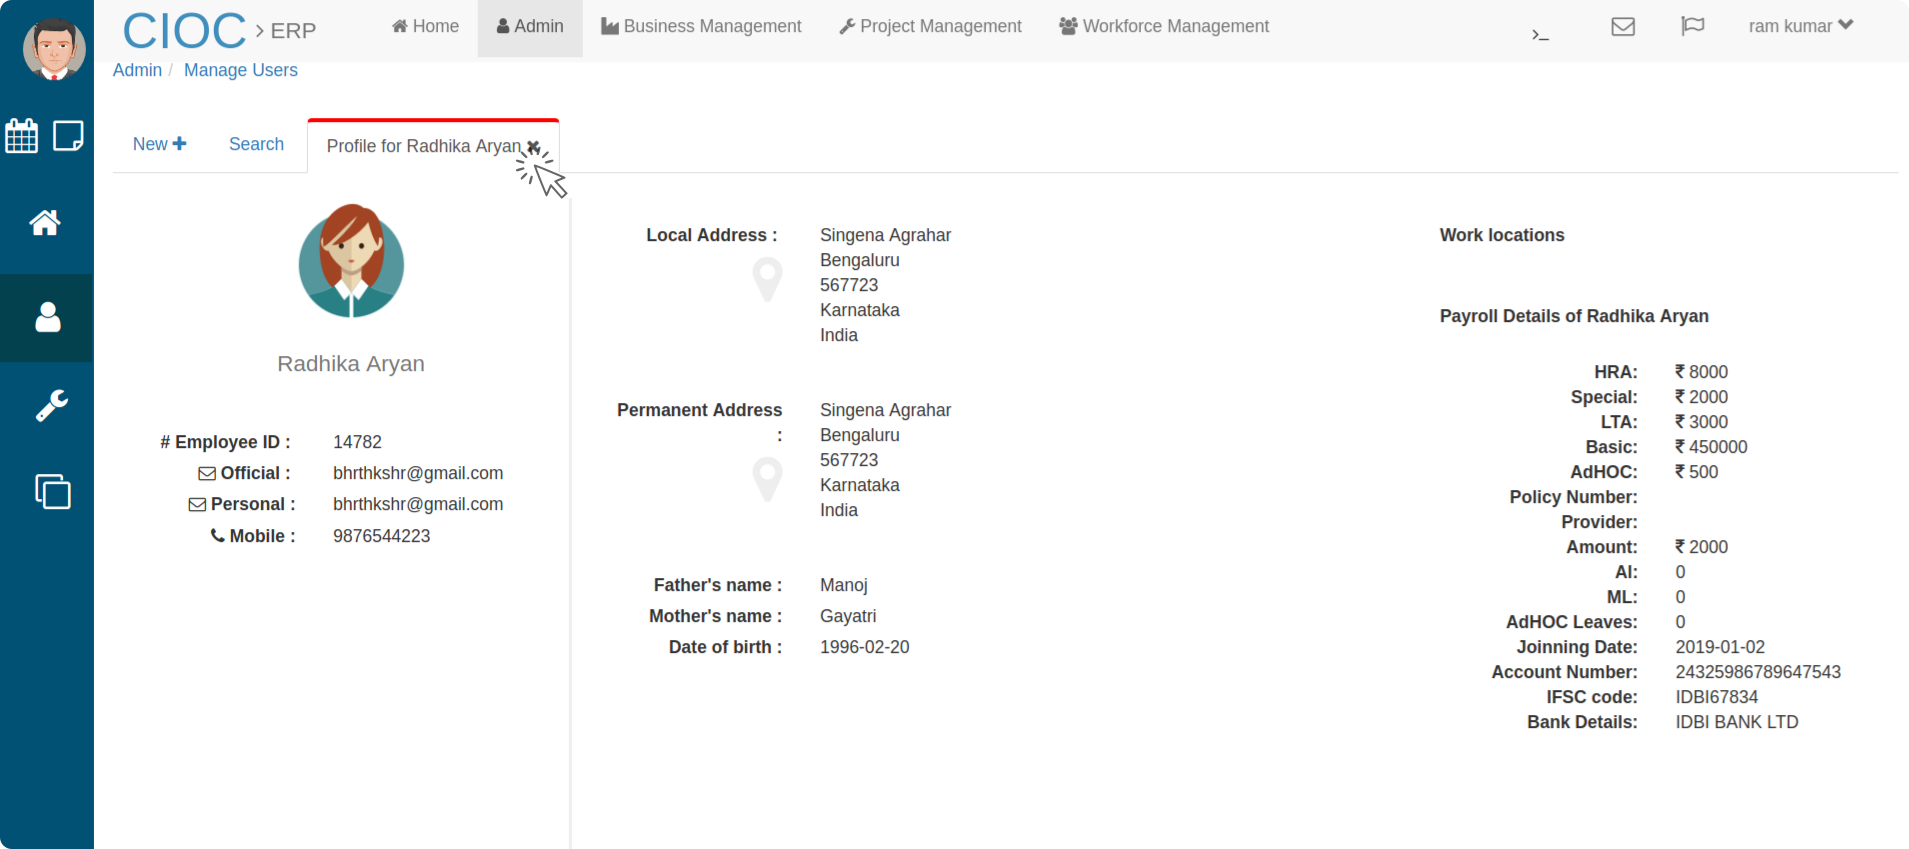 CIOC > ERP
Home
Admin
Business Management
Project Management
Workforce Management
>_
ram kumar
Admin / Manage Users
New
Search
Profile for Radhika Aryan
Radhika Aryan
# Employee ID : 14782
Official : bhrthkshr@gmail.com
Personal : bhrthkshr@gmail.com
Mobile : 9876544223
Local Address : Singena Agrahar
Bengaluru
567723
Karnataka
India
Permanent Address : Singena Agrahar
Bengaluru
567723
Karnataka
India
Father's name : Manoj
Mother's name : Gayatri
Date of birth : 1996-02-20
Work locations
Payroll Details of Radhika Aryan
HRA: ₹ 8000
Special: ₹ 2000
LTA: ₹ 3000
Basic: ₹ 450000
AdHOC: ₹ 500
Policy Number:
Provider:
Amount: ₹ 2000
Al: 0
ML: 0
AdHOC Leaves: 0
Joinning Date: 2019-01-02
Account Number: 24325986789647543
IFSC code: IDBI67834
Bank Details: IDBI BANK LTD